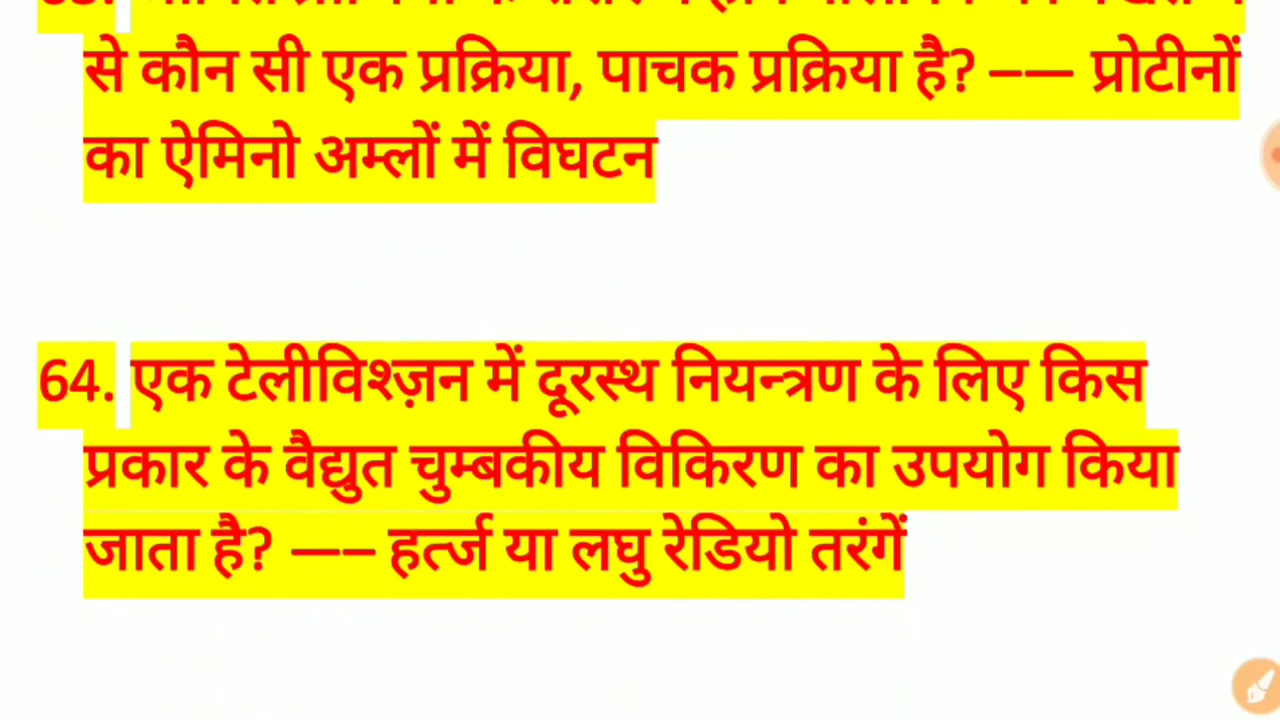 से कौन सी एक प्रक्रिया, पाचक प्रक्रिया है? –— प्रोटीनों
का ऐमिनो अम्लों में विघटन
64. एक टेलीविश्ज़न में दूरस्थ नियन्त्रण के लिए किस
प्रकार के वैद्युत चुम्बकीय विकिरण का उपयोग किया
जाता है? —– हर्त्ज या लघु रेडियो तरंगें